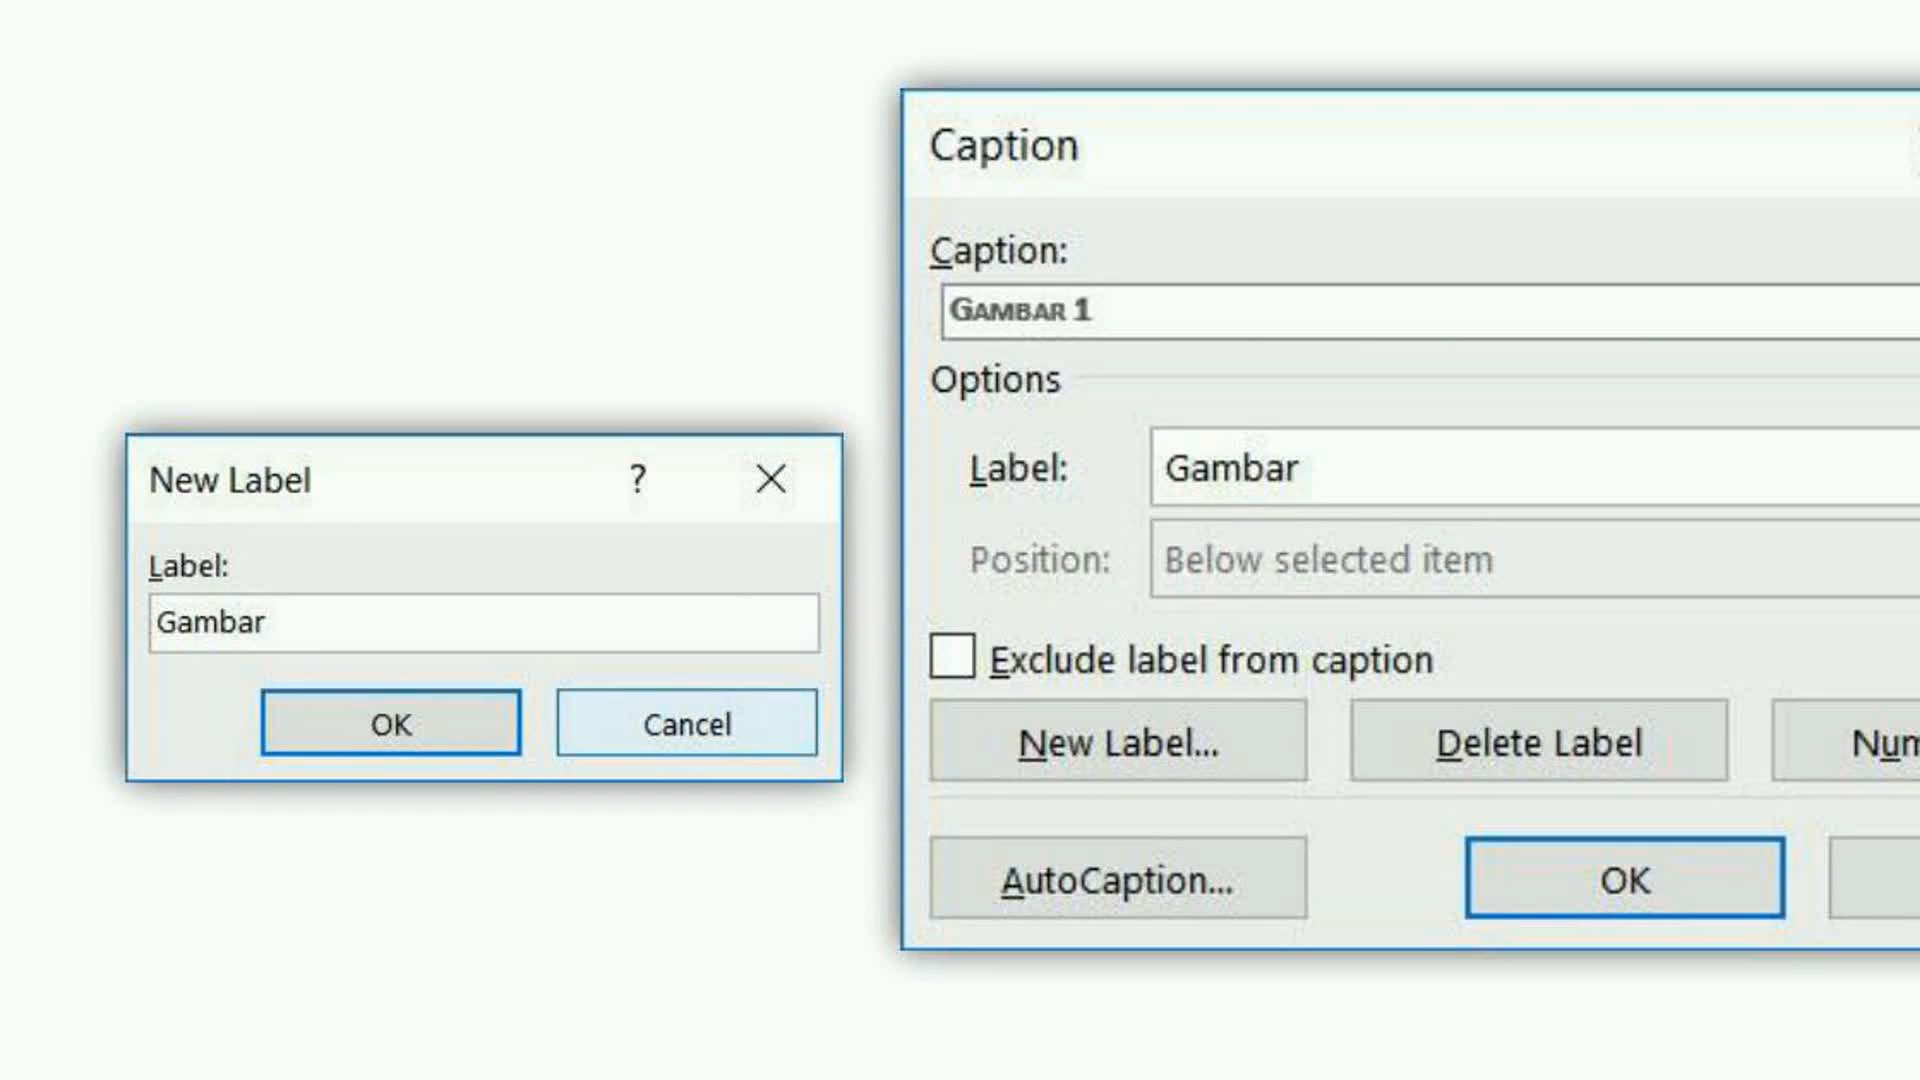 New Label
?
Label:
Gambar
OK
Cancel
Caption
Caption:
GAMBAR 1
Options
Label:
Gambar
Position:
Below selected item
Exclude label from caption
New Label...
Delete Label
AutoCaption...
OK